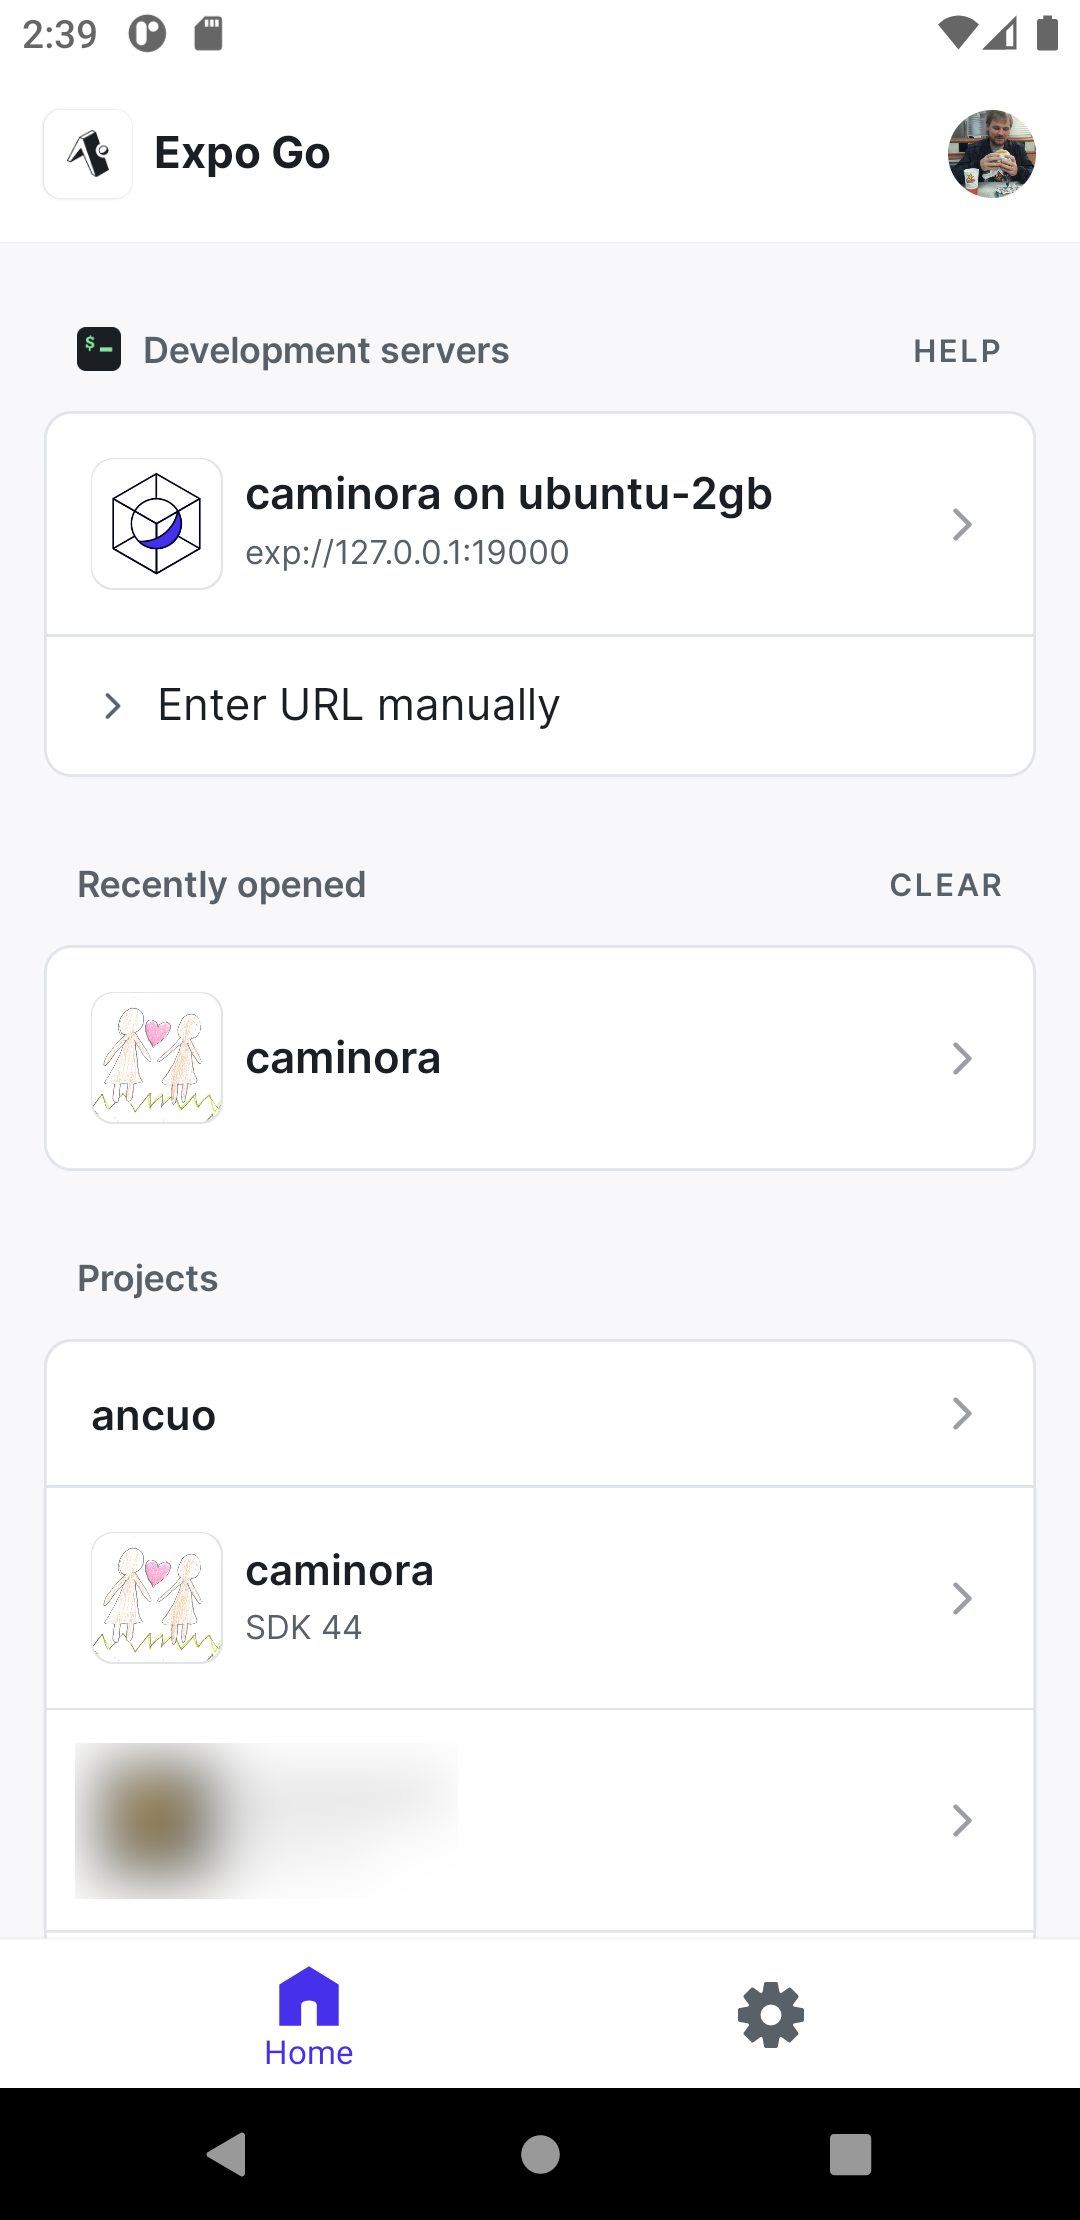 2:39
Expo Go
$
Development servers
HELP
caminora on ubuntu-2gb
exp://127.0.0.1:19000
Enter URL manually
Recently opened
CLEAR
caminora
Projects
ancuo
caminora
SDK 44
Home